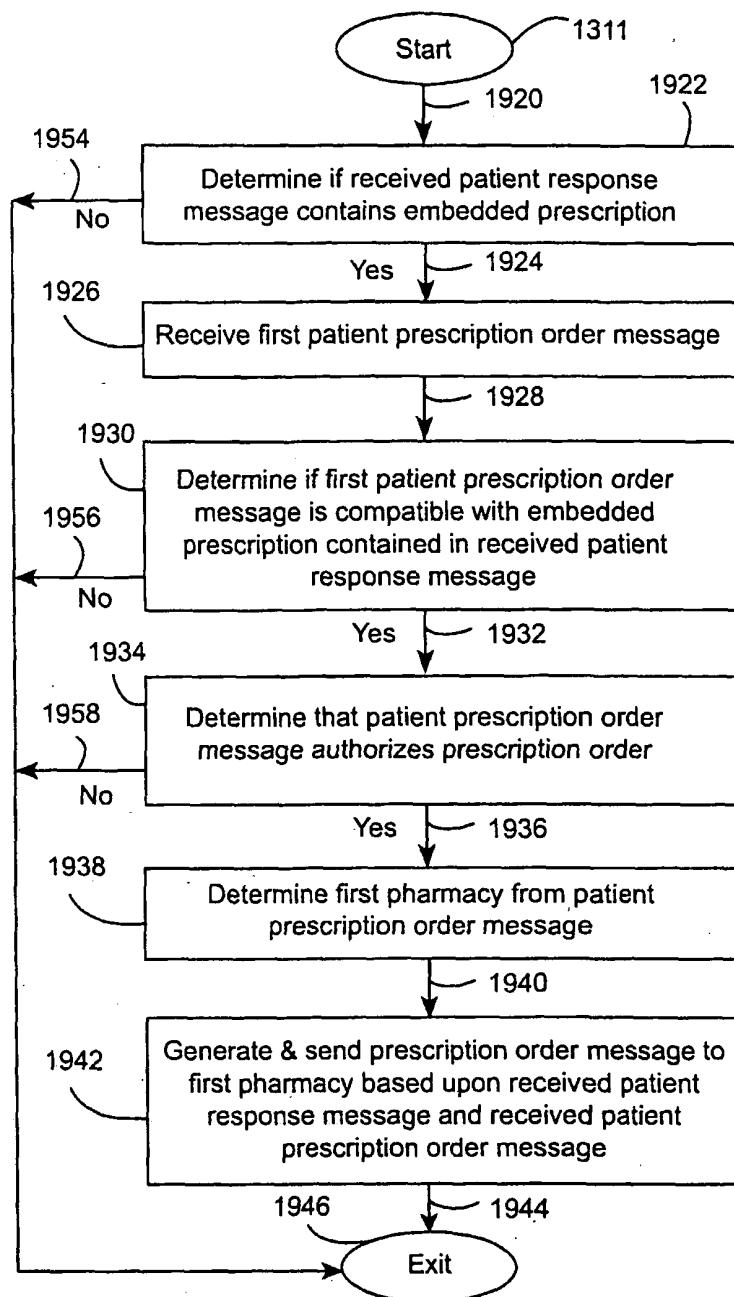 Start
1311
1920
1922
1954
Determine if received patient response
message contains embedded prescription
No
Yes
1924
1926
Receive first patient prescription order message
1928
1930
Determine if first patient prescription order
message is compatible with embedded
prescription contained in received patient
response message
1956
No
Yes
1932
1934
Determine that patient prescription order
message authorizes prescription order
1958
No
Yes
1936
1938
Determine first pharmacy from patient
prescription order message
1940
1942
Generate & send prescription order message to
first pharmacy based upon received patient
response message and received patient
prescription order message
1946
1944
Exit